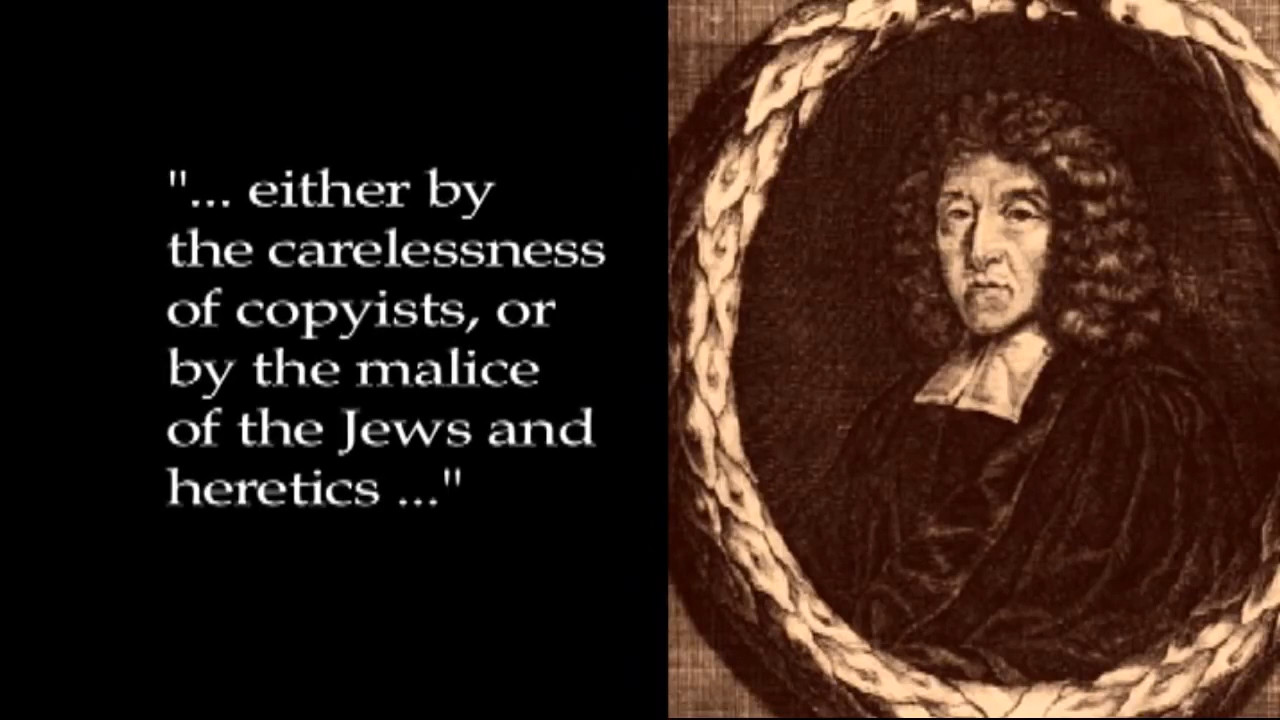 "... either by
the carelessness
of copyists, or
by the malice
of the Jews and
heretics ..."